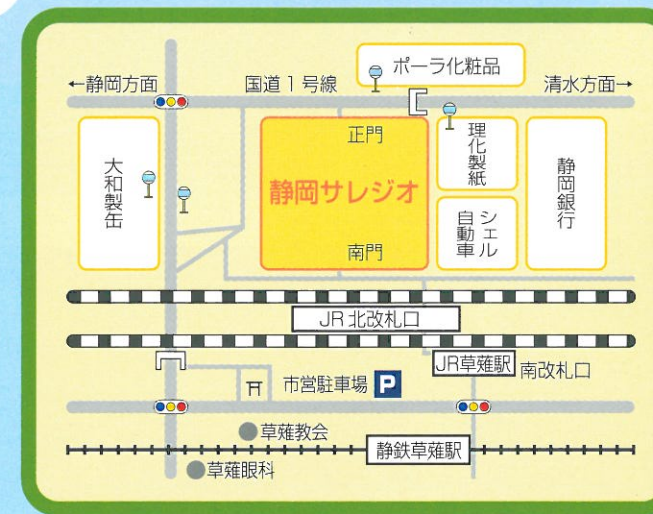 ポーラ化粧品
←静岡方面
国道1号線
清水方面→
正門
静岡サレジオ
南門
大和製缶
理化製紙
シェル
自動車
静岡銀行
JR北改札口
JR草薙駅
南改札口
市営駐車場 P
草薙教会
静鉄草薙駅
草薙眼科